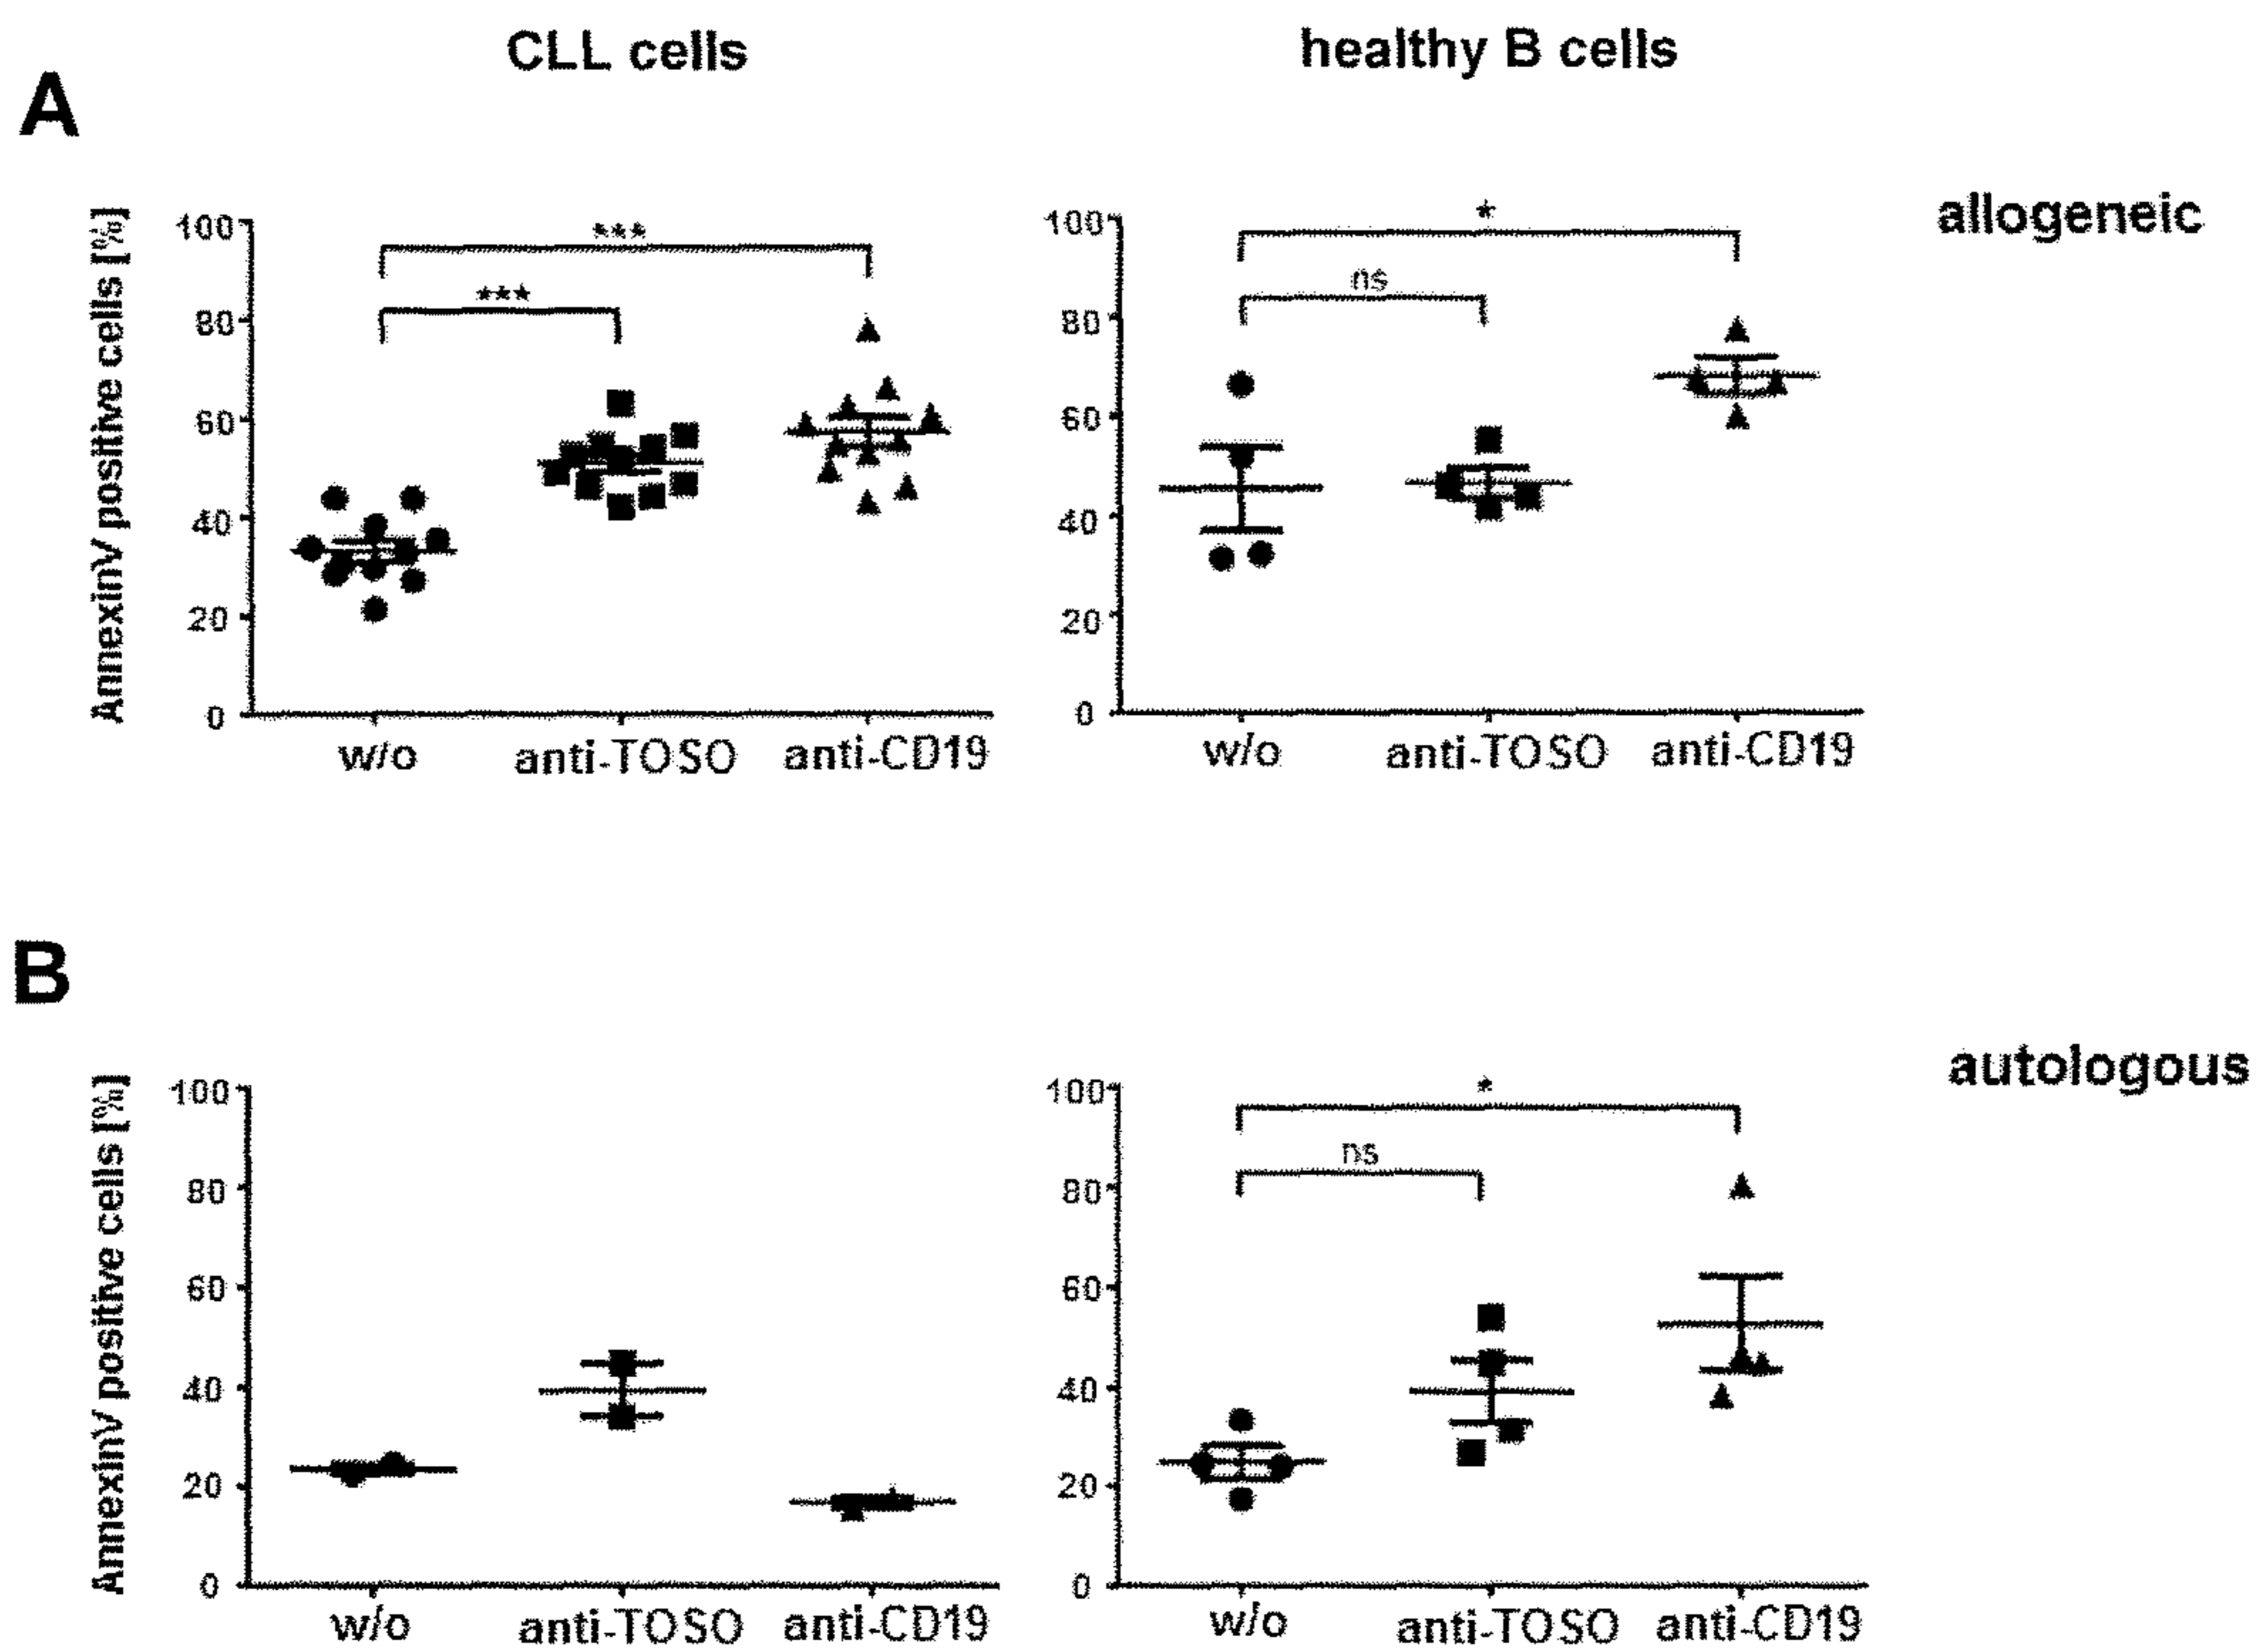 CLL cells
healthy B cells
A
allogeneic
AnnexinV positive cells [%]
100
80
60
40
20
0
***
***
w/o
anti-TOSO
anti-CD19
100
80
60
40
20
0
*
ns
w/o
anti-TOSO
anti-CD19
B
autologous
AnnexinV positive cells [%]
100
80
60
40
20
0
w/o
anti-TOSO
anti-CD19
100
80
60
40
20
0
*
ns
w/o
anti-TOSO
anti-CD19